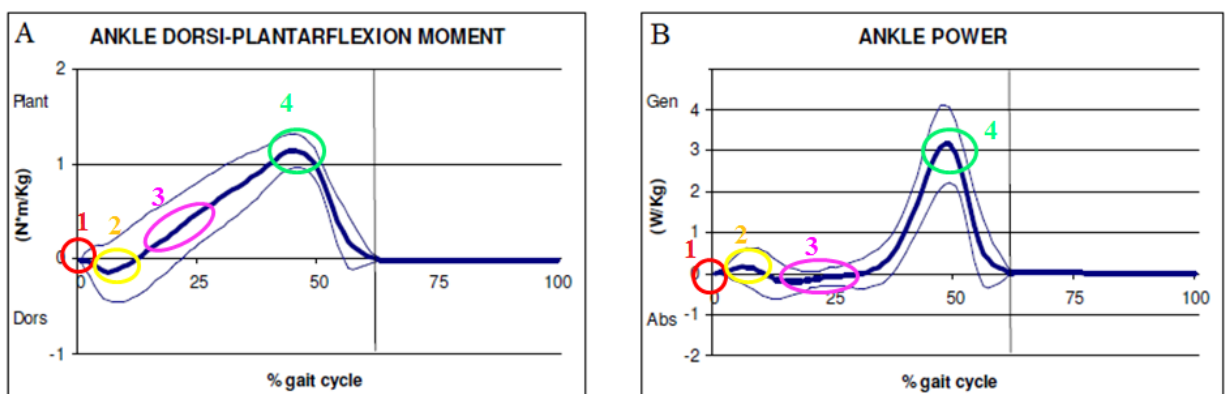 A
ANKLE DORSI-PLANTARFLEXION MOMENT
2
Plant
4
1
(N*m/Kg)
3
1
2
0
0
25
50
75
100
Dors
-1
% gait cycle
B
ANKLE POWER
Gen
4
4
3
2
(W/Kg)
1
1
2
3
0
0
25
50
75
100
Abs
-1
-2
% gait cycle